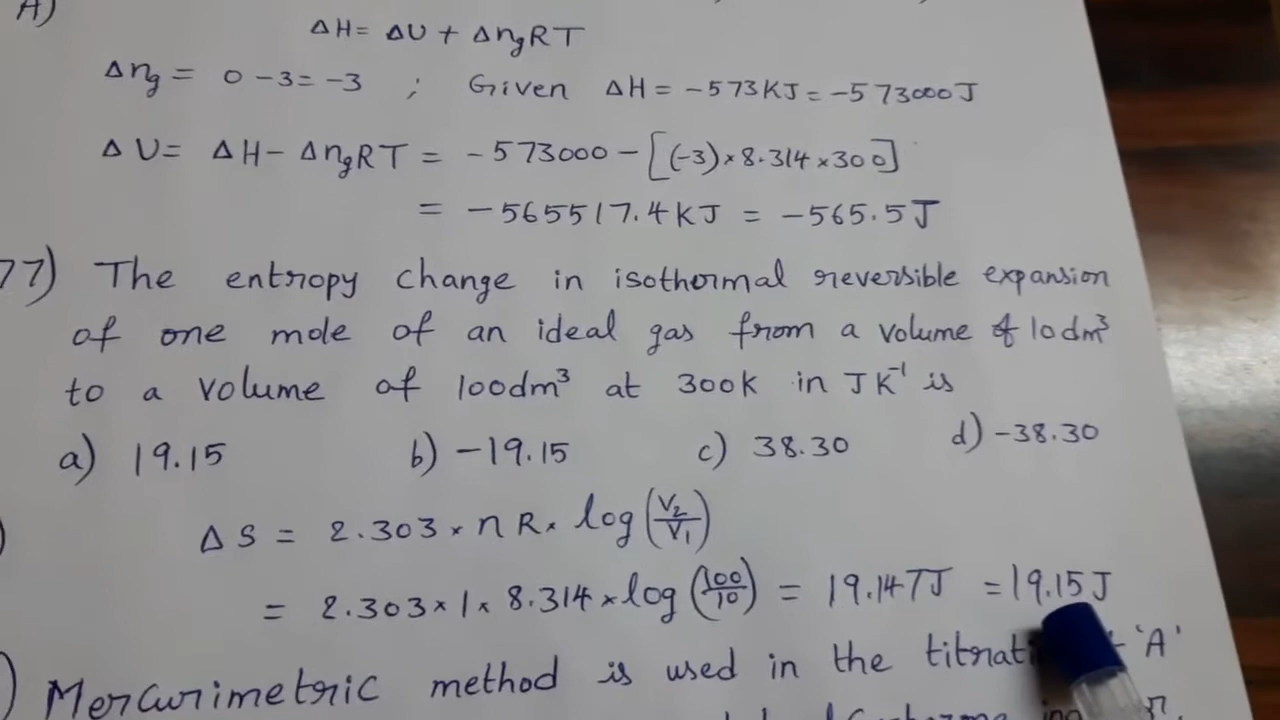 A)
ΔH= ΔU + Δn₉RT
Δn₉ = 0 -3= -3 ; Given ΔH = -573KJ = -573000J
ΔU= ΔH- Δn₉RT = -573000 - [(-3)×8.314×300]
= -565517.4KJ = -565.5J
77) The entropy change in isothermal reversible expansion
of one mole of an ideal gas from a volume of 10dm³
to a volume of 100dm³ at 300K in JK⁻¹ is
a) 19.15 b) -19.15 c) 38.30 d) -38.30
ΔS = 2.303 × nR × log(V₂/V₁)
= 2.303 × 1 × 8.314 × log(100/10) = 19.147J = 19.15J
) Mercurimetric method is used in the 'A'